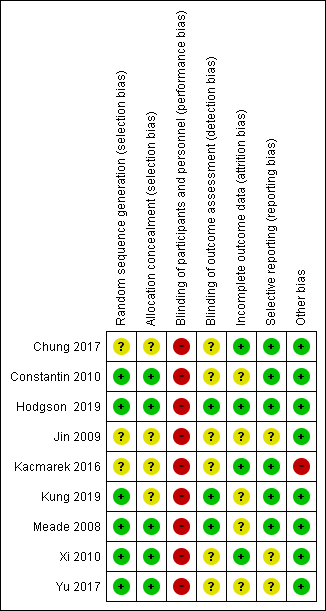 Random sequence generation (selection bias)
Allocation concealment (selection bias)
Blinding of participants and personnel (performance bias)
Blinding of outcome assessment (detection bias)
Incomplete outcome data (attrition bias)
Selective reporting (reporting bias)
Other bias
Chung 2017 ? ? - ? + + +
Constantin 2010 + + - ? ? + +
Hodgson 2019 + + - + + + +
Jin 2009 ? ? - ? ? ? +
Kacmarek 2016 ? ? - ? + + -
Kung 2019 + ? - + ? + +
Meade 2008 + + - + ? + +
Xi 2010 + + - ? + ? +
Yu 2017 + + - ? ? ? +